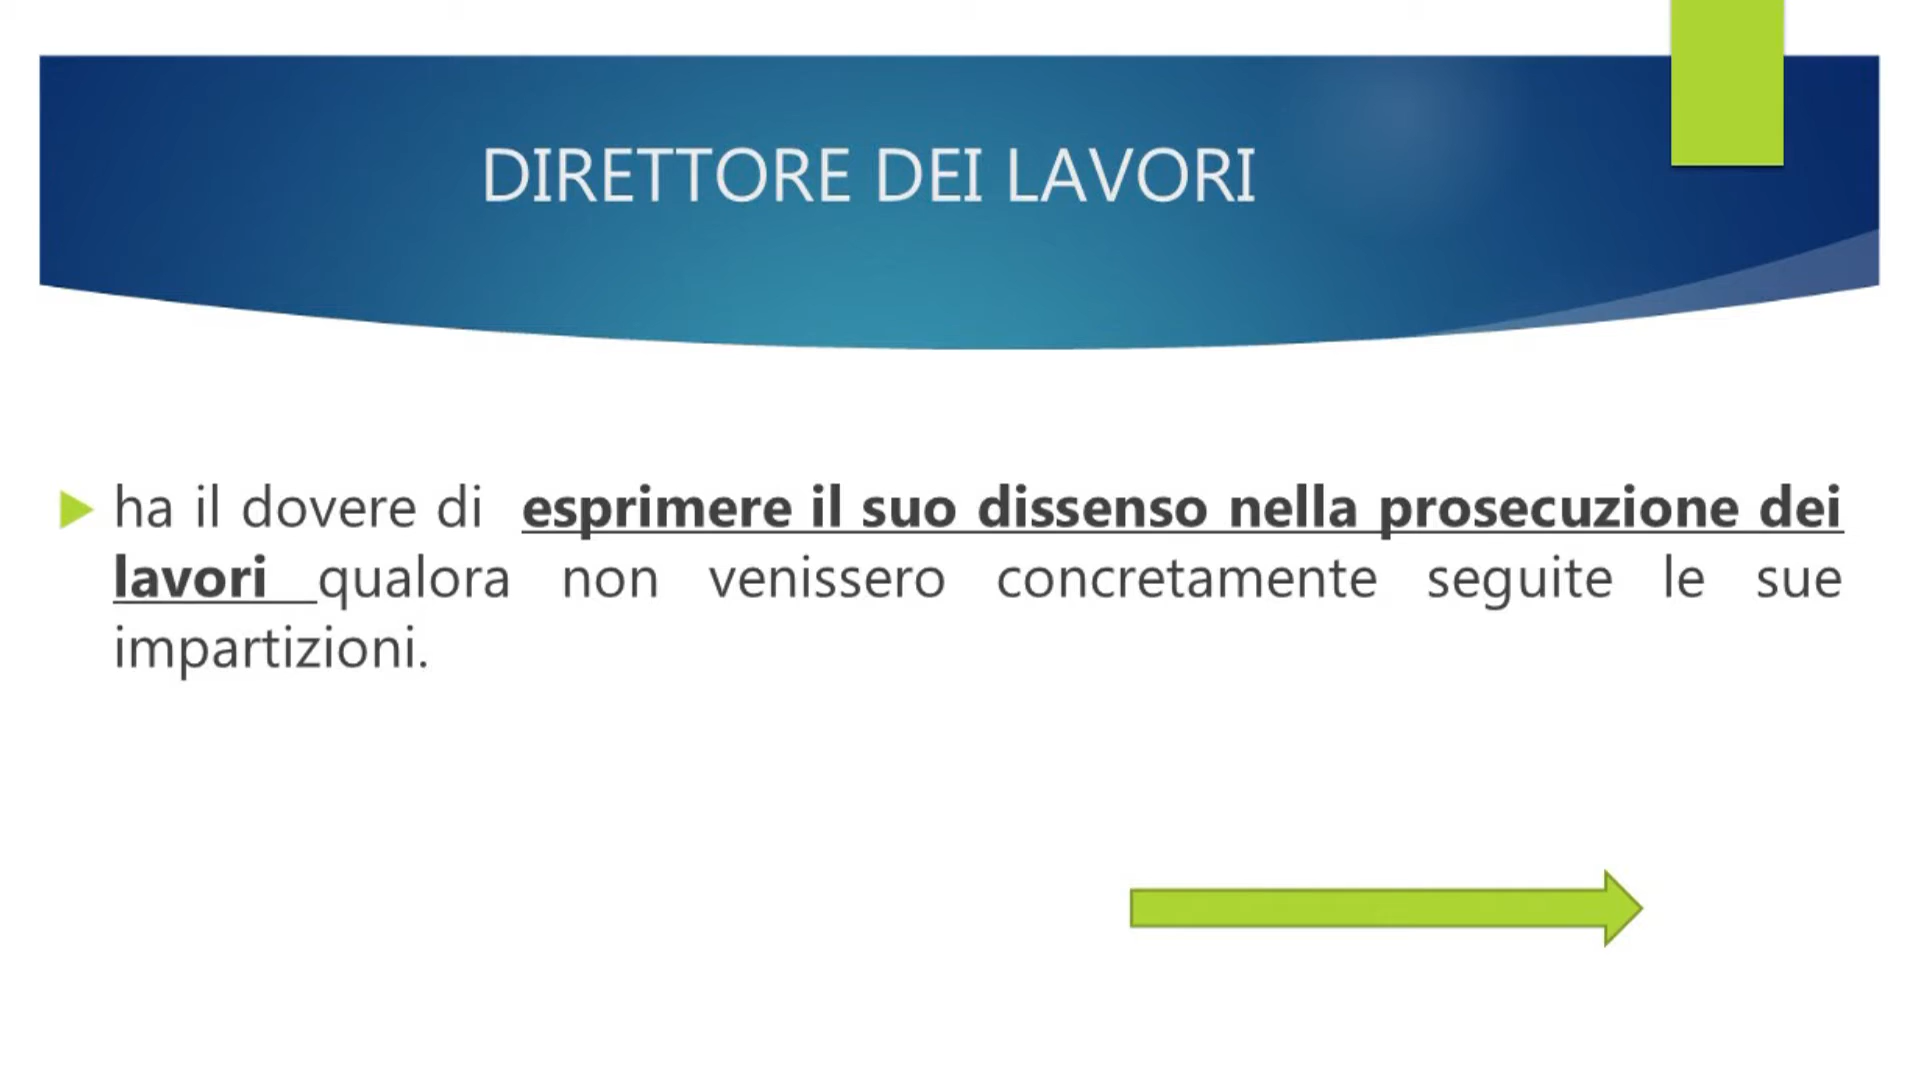 DIRETTORE DEI LAVORI
ha il dovere di esprimere il suo dissenso nella prosecuzione dei
lavori qualora non venissero concretamente seguite le sue
impartizioni.